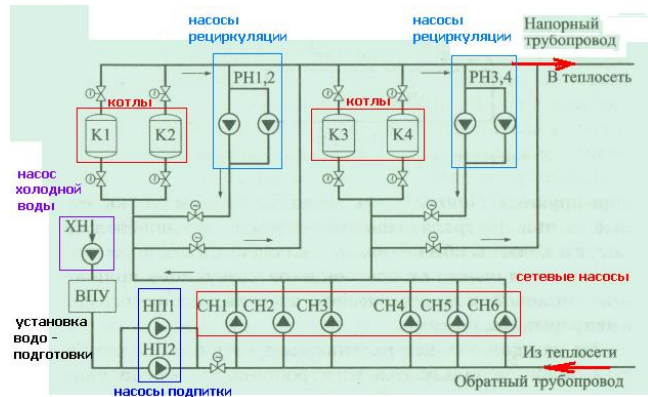 насосы
рециркуляции
насосы
рециркуляции
Напорный
трубопровод
В теплосеть
РН1,2
РН3,4
котлы
котлы
К1
К2
К3
К4
насос
холодной
воды
ХН
ВПУ
сетевые насосы
установка
водо -
подготовки
НП1
НП2
СН1
СН2
СН3
СН4
СН5
СН6
Из теплосети
Обратный трубопровод
насосы подпитки